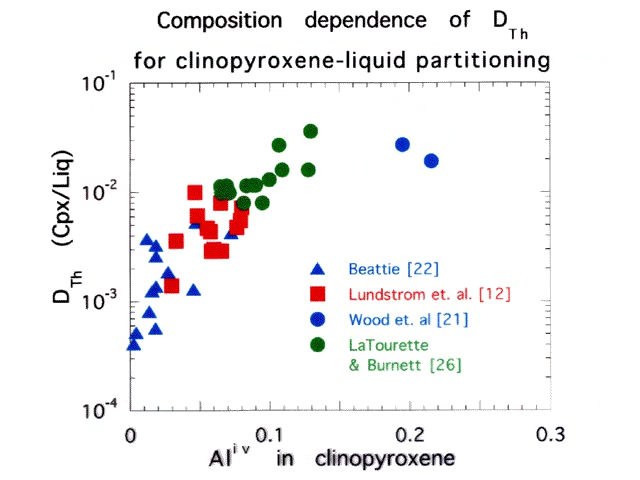 Composition dependence of D_Th
for clinopyroxene-liquid partitioning
10^-1
10^-2
10^-3
10^-4
D_Th (Cpx/Liq)
Beattie [22]
Lundstrom et. al. [12]
Wood et. al [21]
LaTourette
& Burnett [26]
0 0.1 0.2 0.3
Al^iv in clinopyroxene